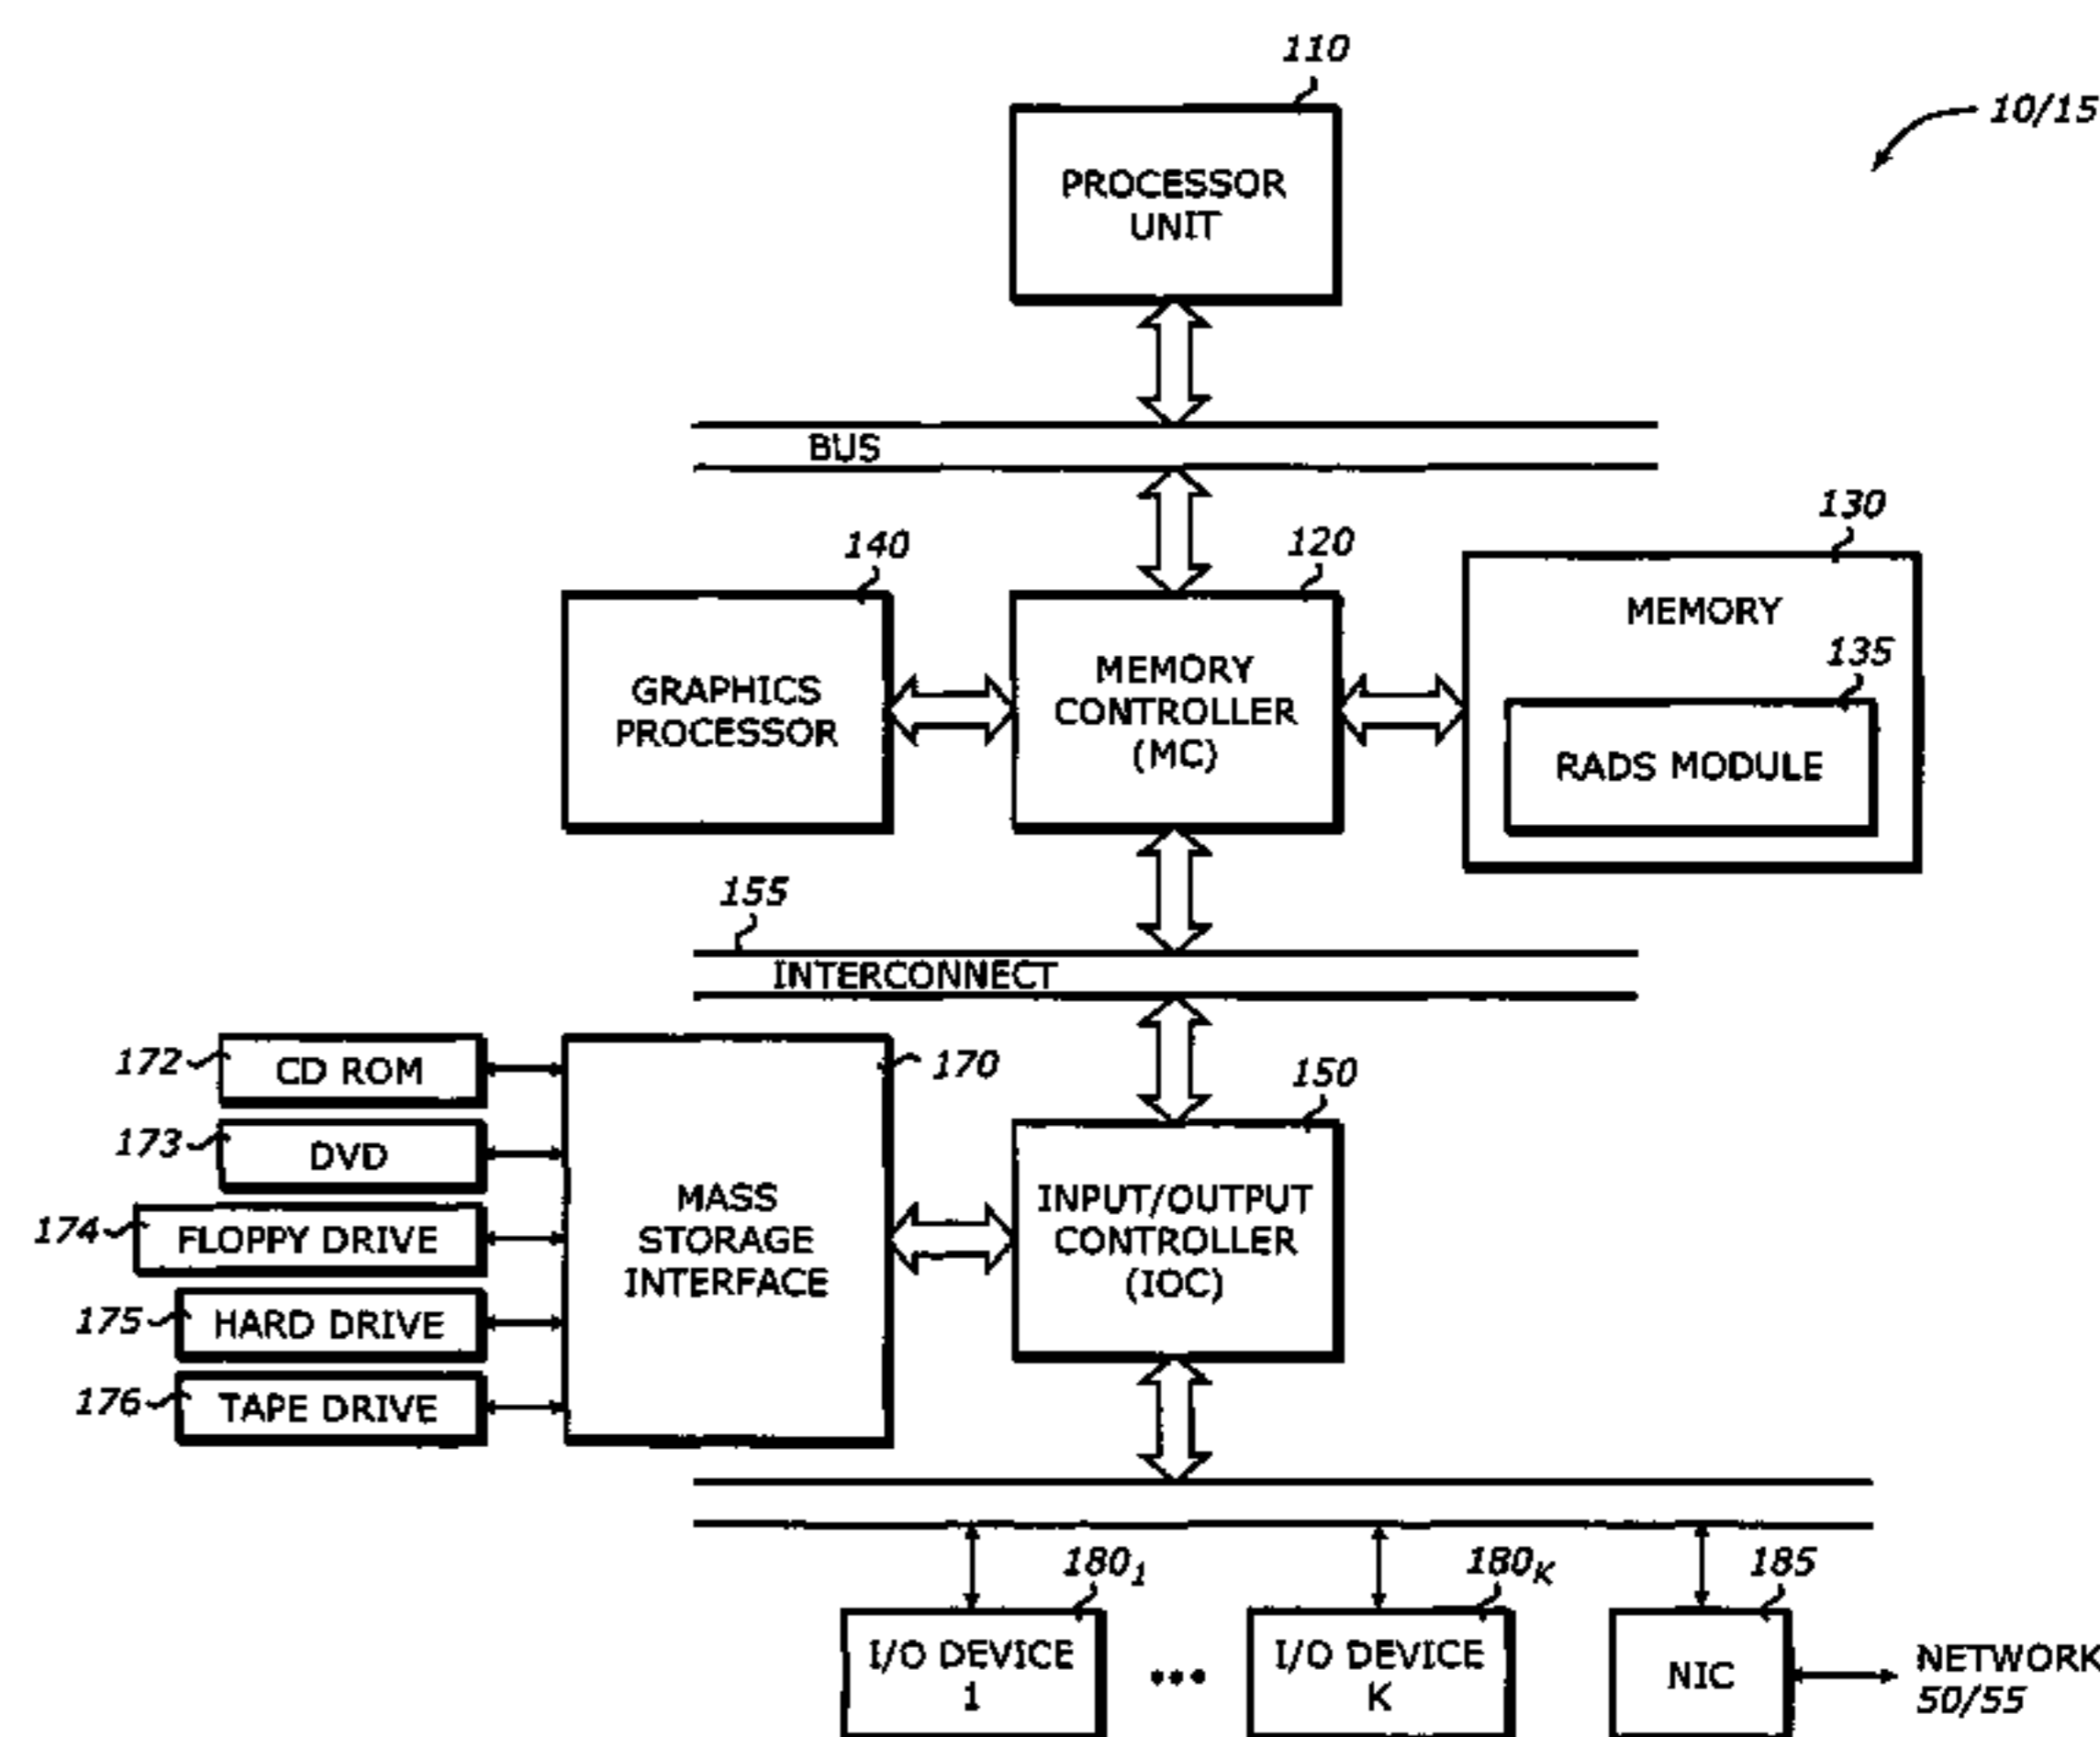 110
10/15
PROCESSOR
UNIT
BUS
130
140
120
MEMORY
135
GRAPHICS
PROCESSOR
MEMORY
CONTROLLER
(MC)
RADS MODULE
155
INTERCONNECT
172
CD ROM
170
150
173
DVD
174
FLOPPY DRIVE
MASS
STORAGE
INTERFACE
INPUT/OUTPUT
CONTROLLER
(IOC)
175
HARD DRIVE
176
TAPE DRIVE
180₁
180ₖ
185
I/O DEVICE
1
•••
I/O DEVICE
K
NIC
NETWORK
50/55